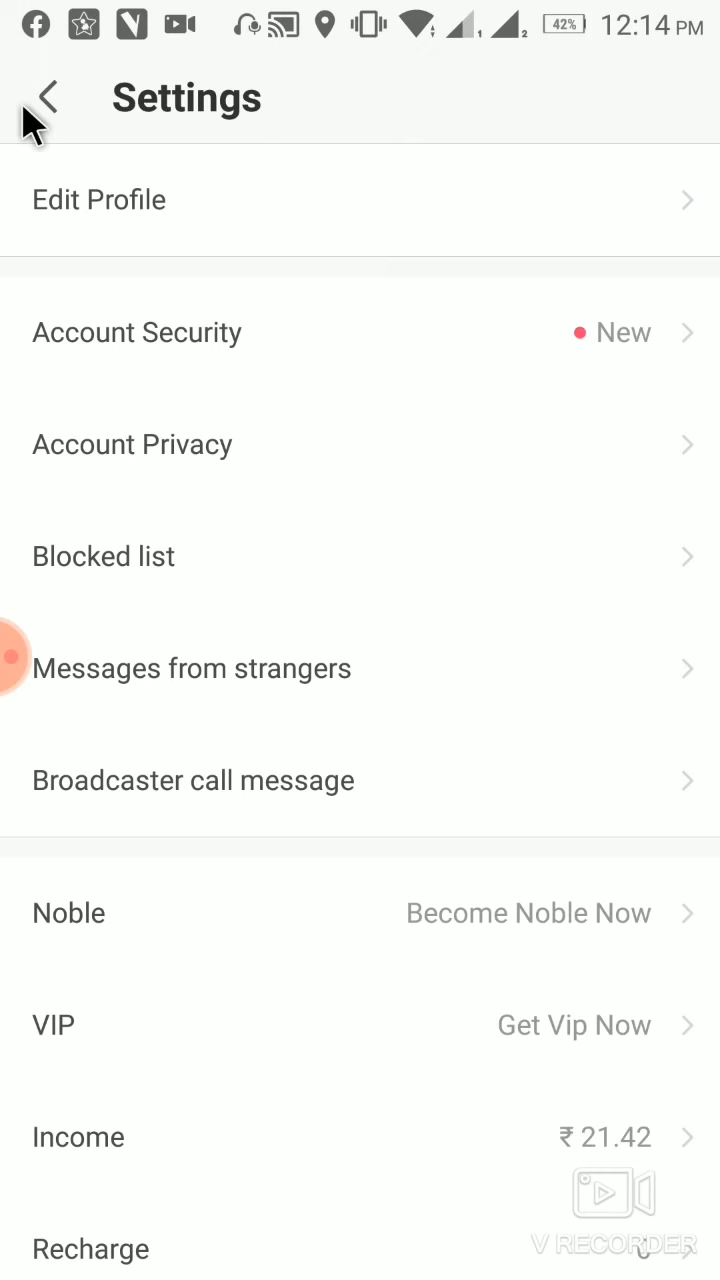 42% 12:14 PM
Settings
Edit Profile
Account Security New
Account Privacy
Blocked list
Messages from strangers
Broadcaster call message
Noble Become Noble Now
VIP Get Vip Now
Income ₹ 21.42
Recharge
V RECORDER